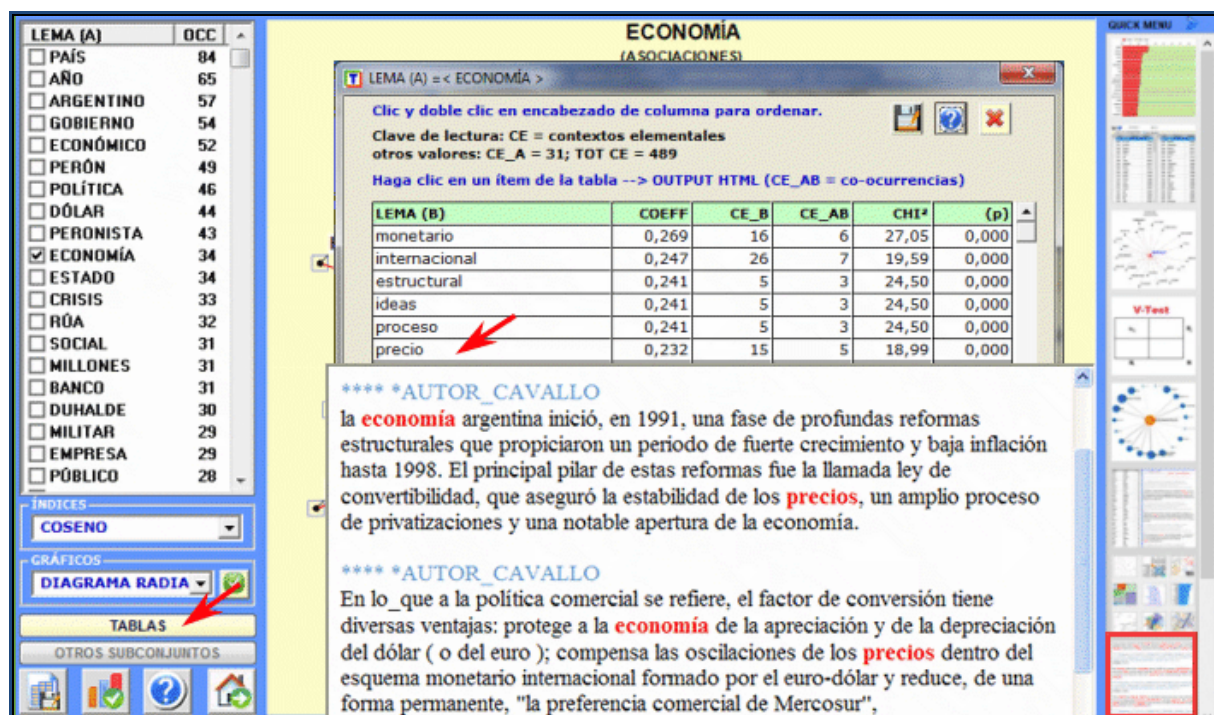 LEMA (A) OCC
PAÍS 84
AÑO 65
ARGENTINO 57
GOBIERNO 54
ECONÓMICO 52
PERÓN 49
POLÍTICA 46
DÓLAR 44
PERONISTA 43
ECONOMÍA 34
ESTADO 34
CRISIS 33
RÚA 32
SOCIAL 31
MILLONES 31
BANCO 31
DUHALDE 30
MILITAR 29
EMPRESA 29
PÚBLICO 28
ÍNDICES
COSENO
GRÁFICOS
DIAGRAMA RADIA
TABLAS
OTROS SUBCONJUNTOS
ECONOMÍA
(ASOCIACIONES)
LEMA (A) =< ECONOMÍA >
Clic y doble clic en encabezado de columna para ordenar.
Clave de lectura: CE = contextos elementales
otros valores: CE_A = 31; TOT CE = 489
Haga clic en un ítem de la tabla --> OUTPUT HTML (CE_AB = co-ocurrencias)
LEMA (B) COEFF CE_B CE_AB CHI² (p)
monetario 0,269 16 6 27,05 0,000
internacional 0,247 26 7 19,59 0,000
estructural 0,241 5 3 24,50 0,000
ideas 0,241 5 3 24,50 0,000
proceso 0,241 5 3 24,50 0,000
precio 0,232 15 5 18,99 0,000
**** *AUTOR_CAVALLO
la economía argentina inició, en 1991, una fase de profundas reformas
estructurales que propiciaron un periodo de fuerte crecimiento y baja inflación
hasta 1998. El principal pilar de estas reformas fue la llamada ley de
convertibilidad, que aseguró la estabilidad de los precios, un amplio proceso
de privatizaciones y una notable apertura de la economía.
**** *AUTOR_CAVALLO
En lo_que a la política comercial se refiere, el factor de conversión tiene
diversas ventajas: protege a la economía de la apreciación y de la depreciación
del dólar ( o del euro ); compensa las oscilaciones de los precios dentro del
esquema monetario internacional formado por el euro-dólar y reduce, de una
forma permanente, "la preferencia comercial de Mercosur",
QUICK MENU
V-Test